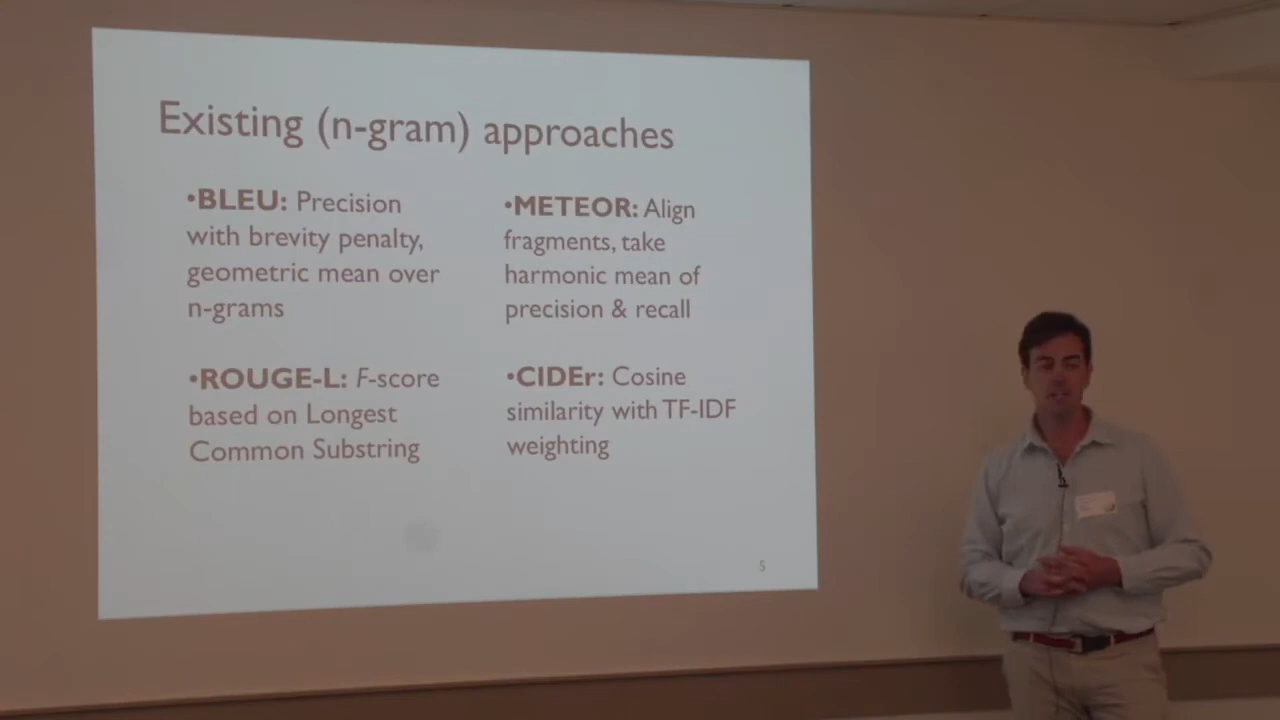 Existing (n-gram) approaches
•BLEU: Precision
with brevity penalty,
geometric mean over
n-grams
•ROUGE-L: F-score
based on Longest
Common Substring
•METEOR: Align
fragments, take
harmonic mean of
precision & recall
•CIDEr: Cosine
similarity with TF-IDF
weighting
5